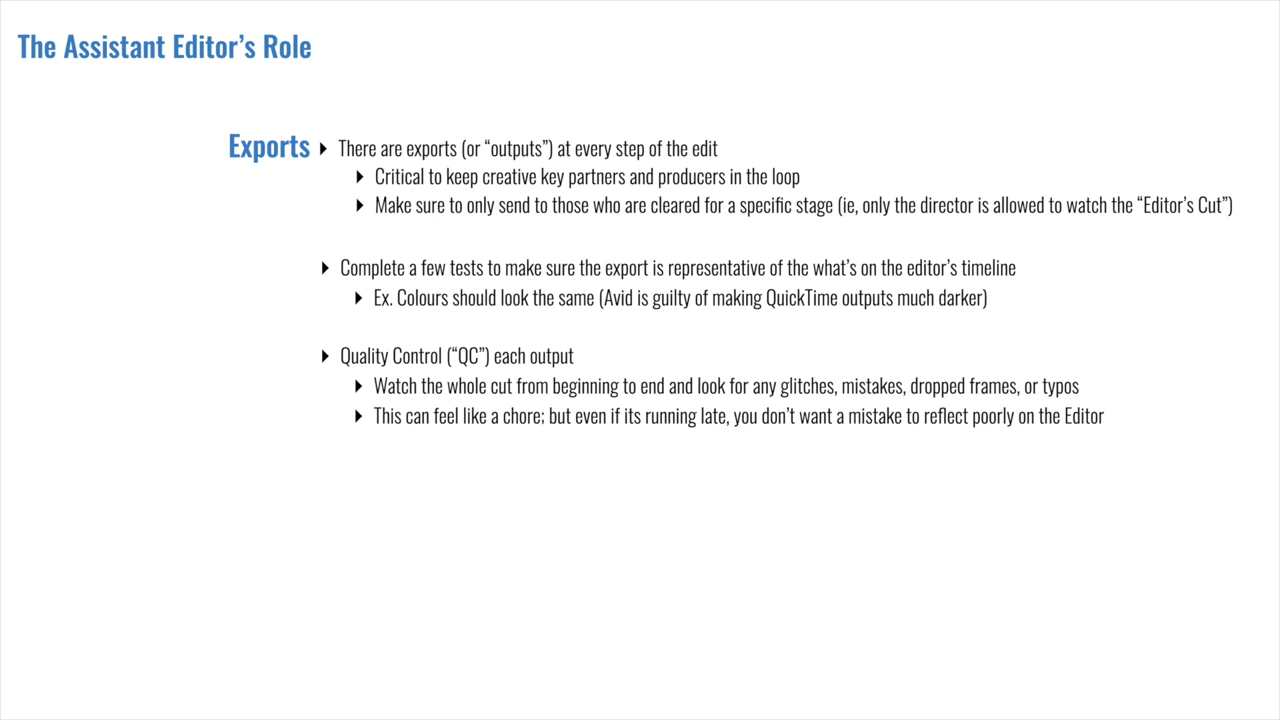 The Assistant Editor’s Role
Exports
There are exports (or “outputs”) at every step of the edit
Critical to keep creative key partners and producers in the loop
Make sure to only send to those who are cleared for a specific stage (ie, only the director is allowed to watch the “Editor’s Cut”)
Complete a few tests to make sure the export is representative of the what’s on the editor’s timeline
Ex. Colours should look the same (Avid is guilty of making QuickTime outputs much darker)
Quality Control (“QC”) each output
Watch the whole cut from beginning to end and look for any glitches, mistakes, dropped frames, or typos
This can feel like a chore; but even if its running late, you don’t want a mistake to reflect poorly on the Editor